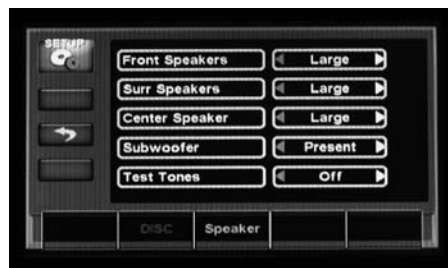 SETUP
Front Speakers Large
Surr Speakers Large
Center Speaker Large
Subwoofer Present
Test Tones Off
DISC Speaker